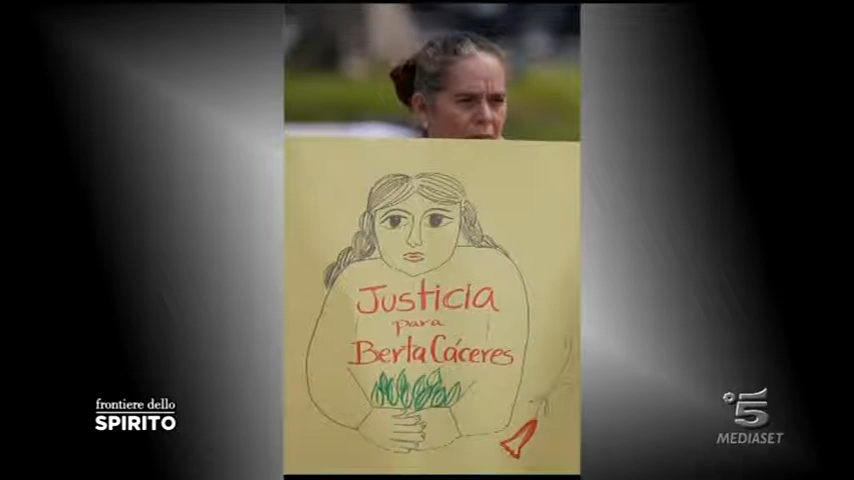 Justicia
para
Berta Cáceres
frontiere dello
SPIRITO
5
MEDIASET